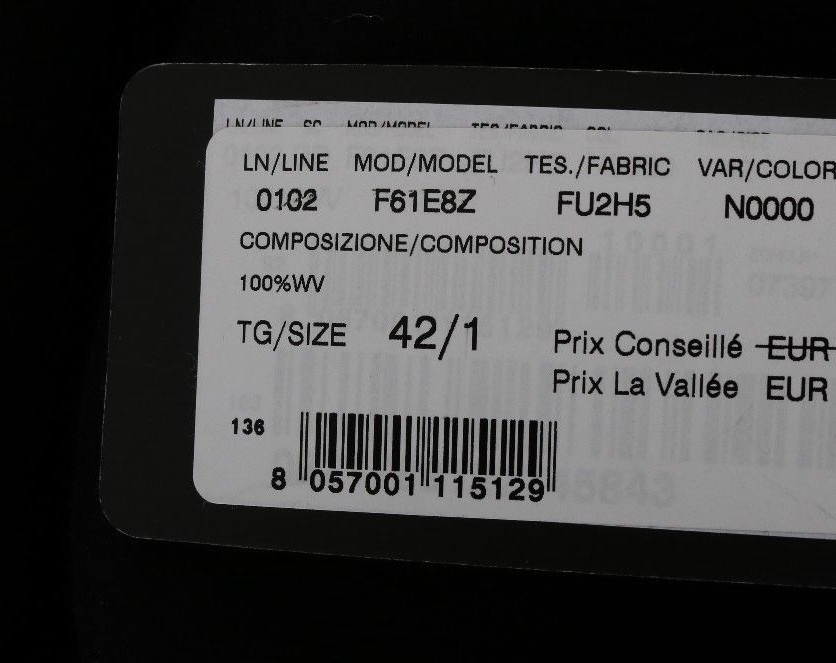 LN/LINE MOD/MODEL TES./FABRIC VAR/COLOR
0102 F61E8Z FU2H5 N0000
COMPOSIZIONE/COMPOSITION
100%WV
TG/SIZE 42/1
Prix Conseillé EUR
Prix La Vallée EUR
136
8 057001 115129